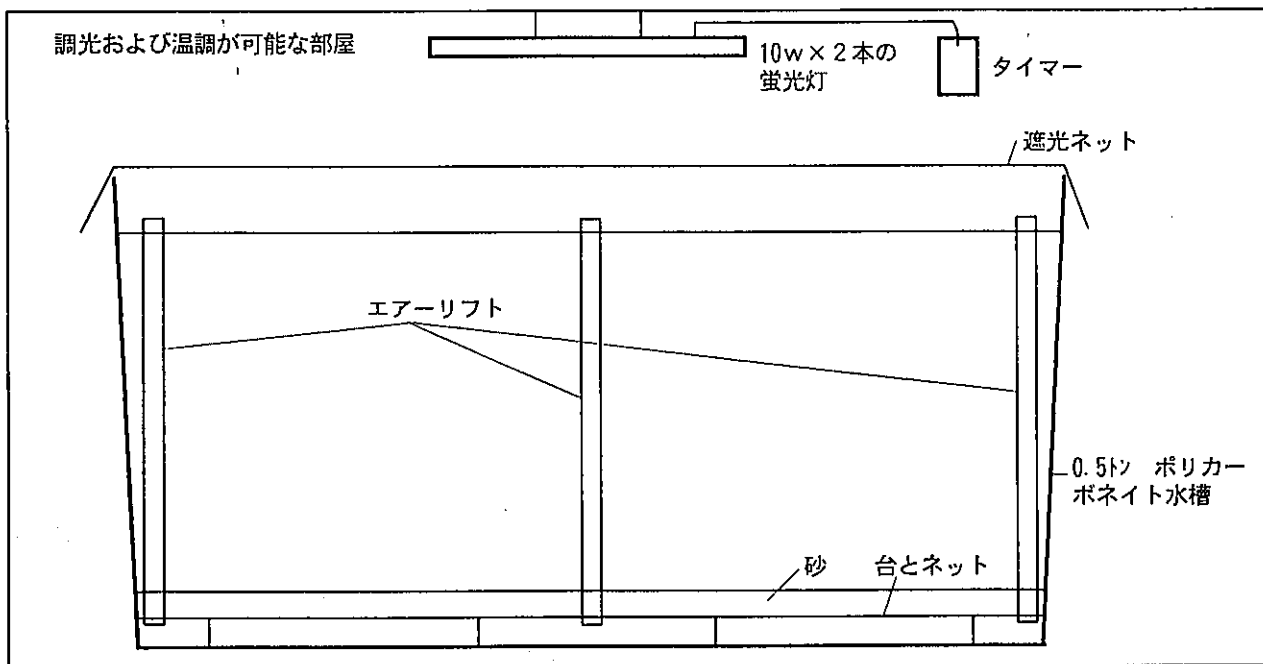 調光および温調が可能な部屋
10w×2本の
蛍光灯
タイマー
遮光ネット
エアーリフト
0.5㌧ ポリカー
ボネイト水槽
砂
台とネット